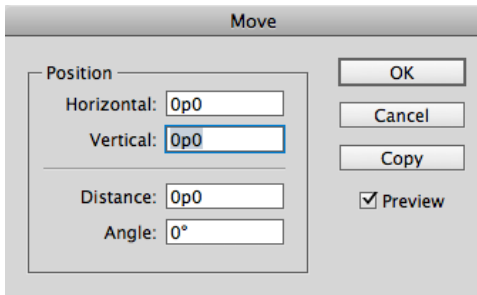 Move
Position
Horizontal: 0p0
Vertical: 0p0
Distance: 0p0
Angle: 0°
OK
Cancel
Copy
Preview